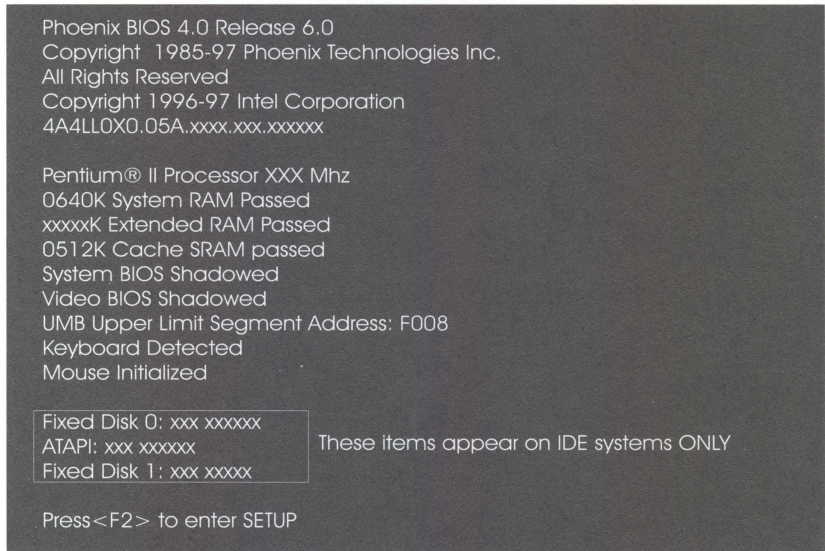 Phoenix BIOS 4.0 Release 6.0
Copyright 1985-97 Phoenix Technologies Inc.
All Rights Reserved
Copyright 1996-97 Intel Corporation
4A4LL0X0.05A.xxxx.xxx.xxxxxx
Pentium® II Processor XXX Mhz
0640K System RAM Passed
xxxxxK Extended RAM Passed
0512K Cache SRAM passed
System BIOS Shadowed
Video BIOS Shadowed
UMB Upper Limit Segment Address: F008
Keyboard Detected
Mouse Initialized
Fixed Disk 0: xxx xxxxxx
ATAPI: xxx xxxxxx
Fixed Disk 1: xxx xxxxx
These items appear on IDE systems ONLY
Press<F2> to enter SETUP